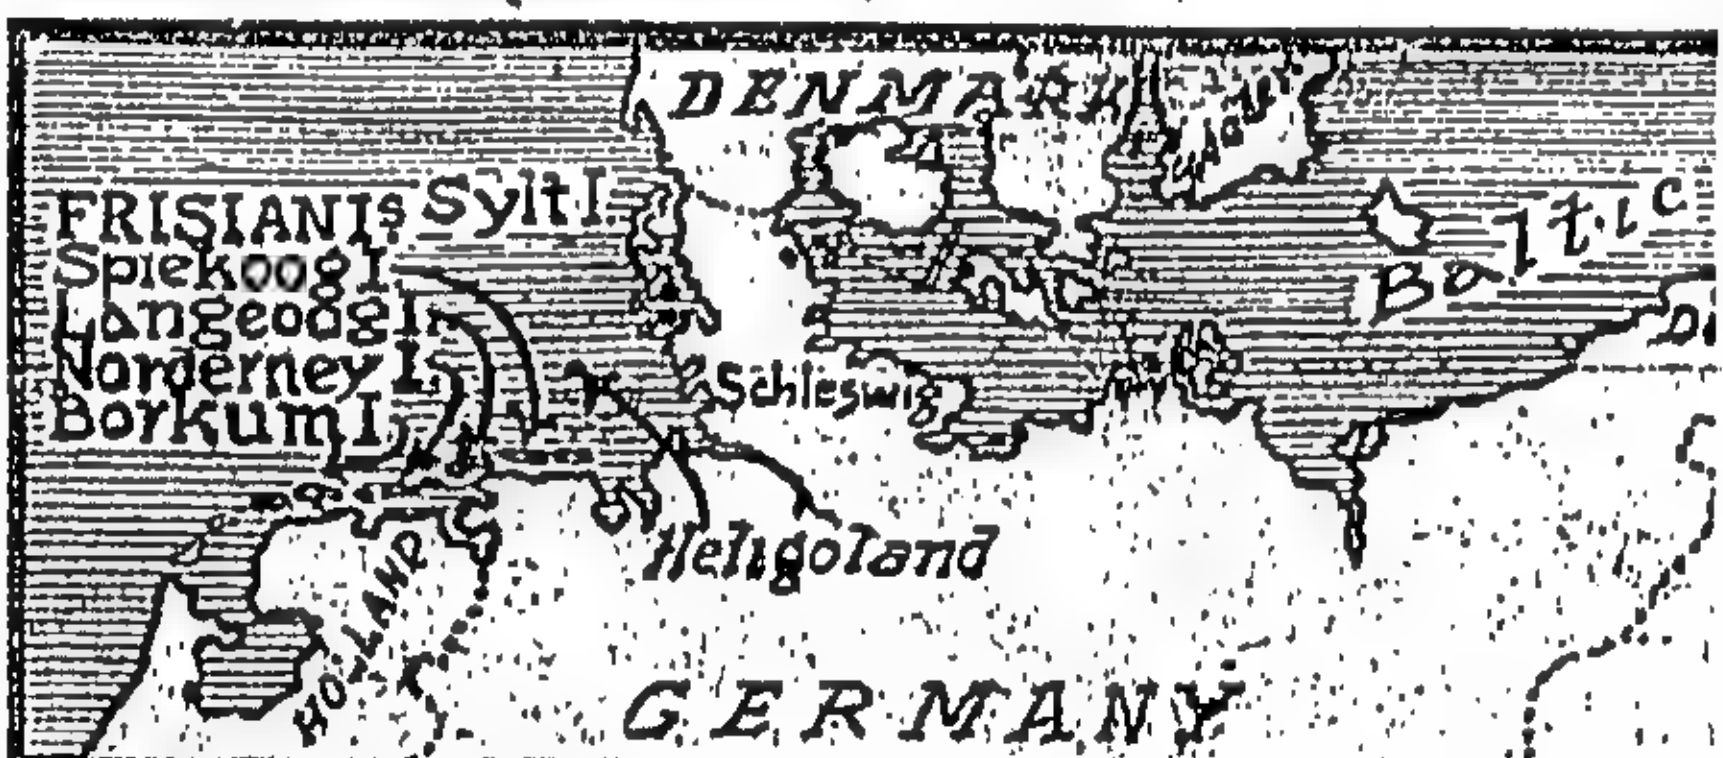 DENMARK
Sylt I.
FRISIAN Is
Spiekoog I.
Langeoog I.
Norderney I.
Borkum I.
Baltic
Schleswig
Heligoland
HOLLAND
GERMANY